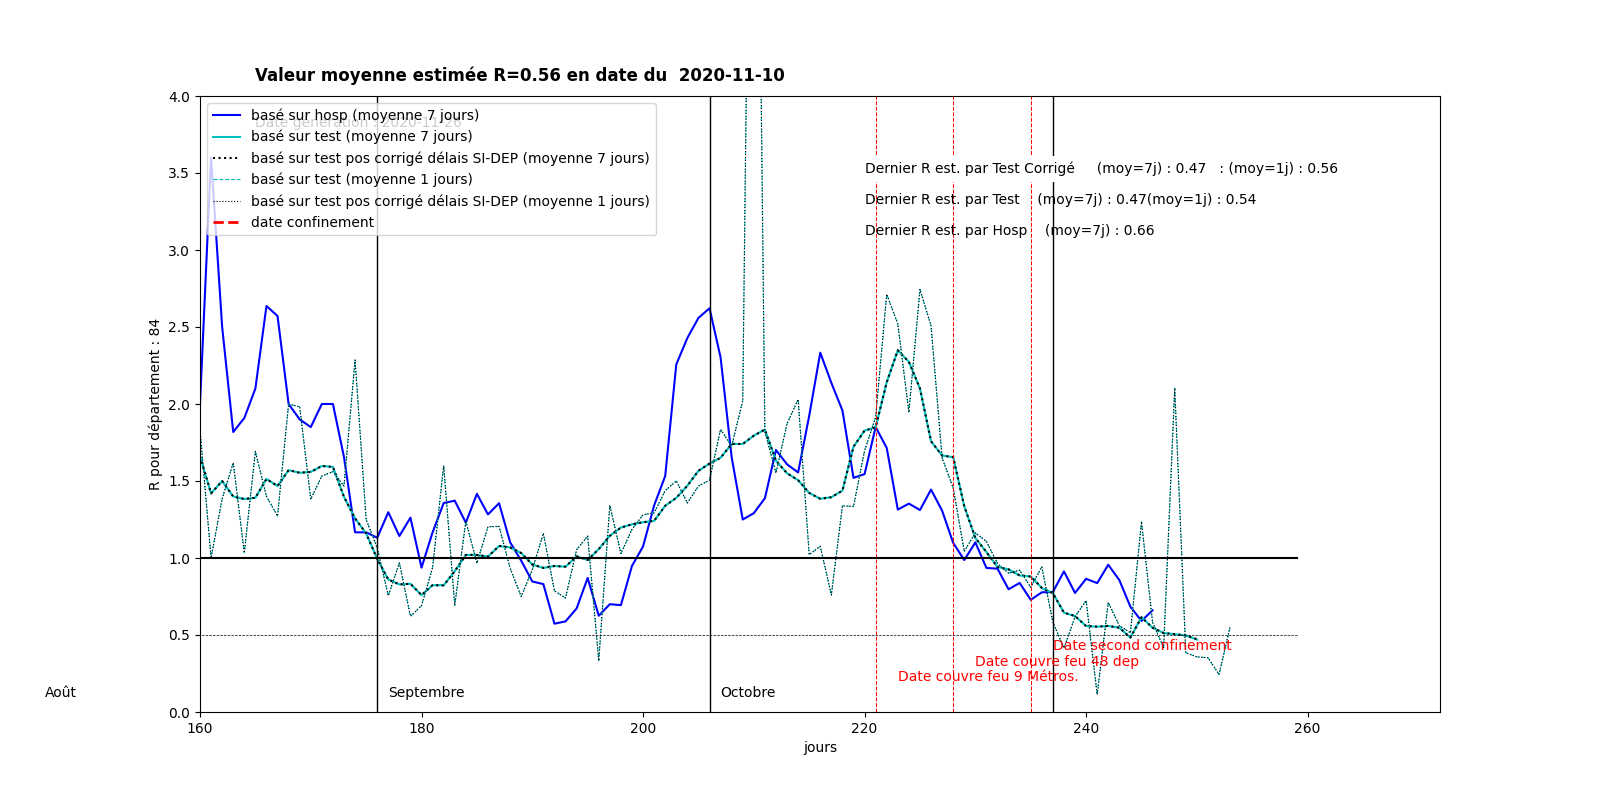 Valeur moyenne estimée R=0.56 en date du  2020-11-10
4.0
3.5
3.0
2.5
2.0
1.5
1.0
0.5
0.0
R pour département : 84
basé sur hosp (moyenne 7 jours)
Date génération : 2020-11-26
basé sur test (moyenne 7 jours)
basé sur test pos corrigé délais SI-DEP (moyenne 7 jours)
basé sur test (moyenne 1 jours)
basé sur test pos corrigé délais SI-DEP (moyenne 1 jours)
date confinement
Dernier R est. par Test Corrigé     (moy=7j) : 0.47   : (moy=1j) : 0.56
Dernier R est. par Test    (moy=7j) : 0.47(moy=1j) : 0.54
Dernier R est. par Hosp    (moy=7j) : 0.66
Date second confinement
Date couvre feu 48 dep
Date couvre feu 9 Métros.
Août
Septembre
Octobre
160
180
200
220
240
260
jours